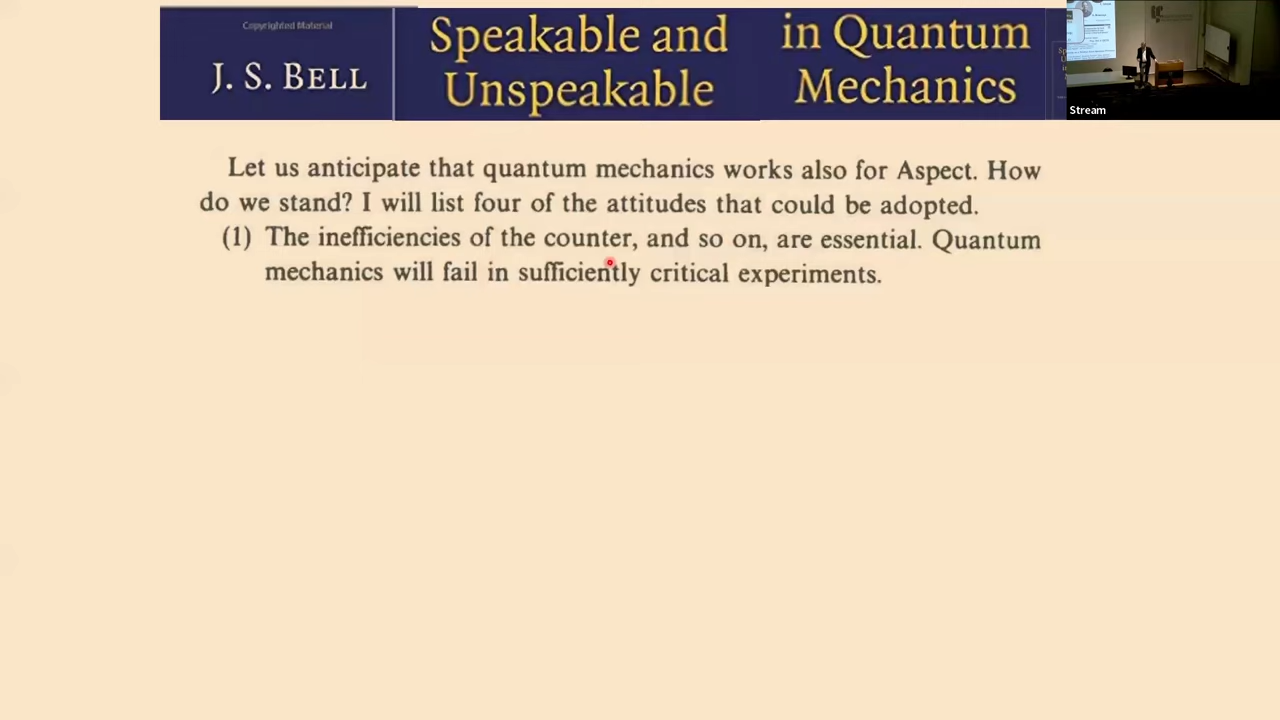 Copyrighted Material
J. S. BELL
Speakable and
Unspeakable
in Quantum
Mechanics
Stream
Let us anticipate that quantum mechanics works also for Aspect. How
do we stand? I will list four of the attitudes that could be adopted.
(1) The inefficiencies of the counter, and so on, are essential. Quantum
mechanics will fail in sufficiently critical experiments.